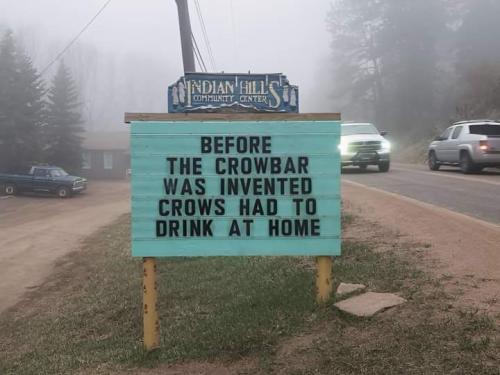 INDIAN HILLS
COMMUNITY CENTER
BEFORE
THE CROWBAR
WAS INVENTED
CROWS HAD TO
DRINK AT HOME